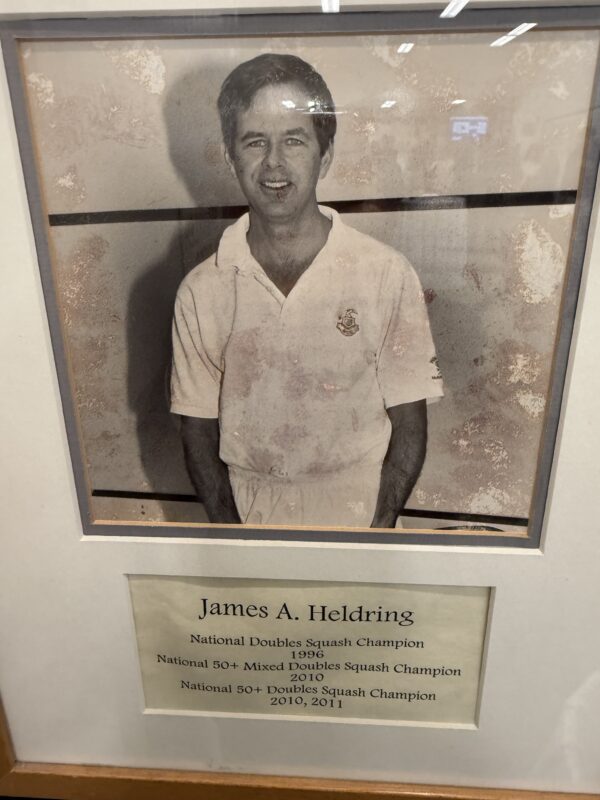 James A. Heldring
National Doubles Squash Champion
1996
National 50+ Mixed Doubles Squash Champion
2010
National 50+ Doubles Squash Champion
2010, 2011